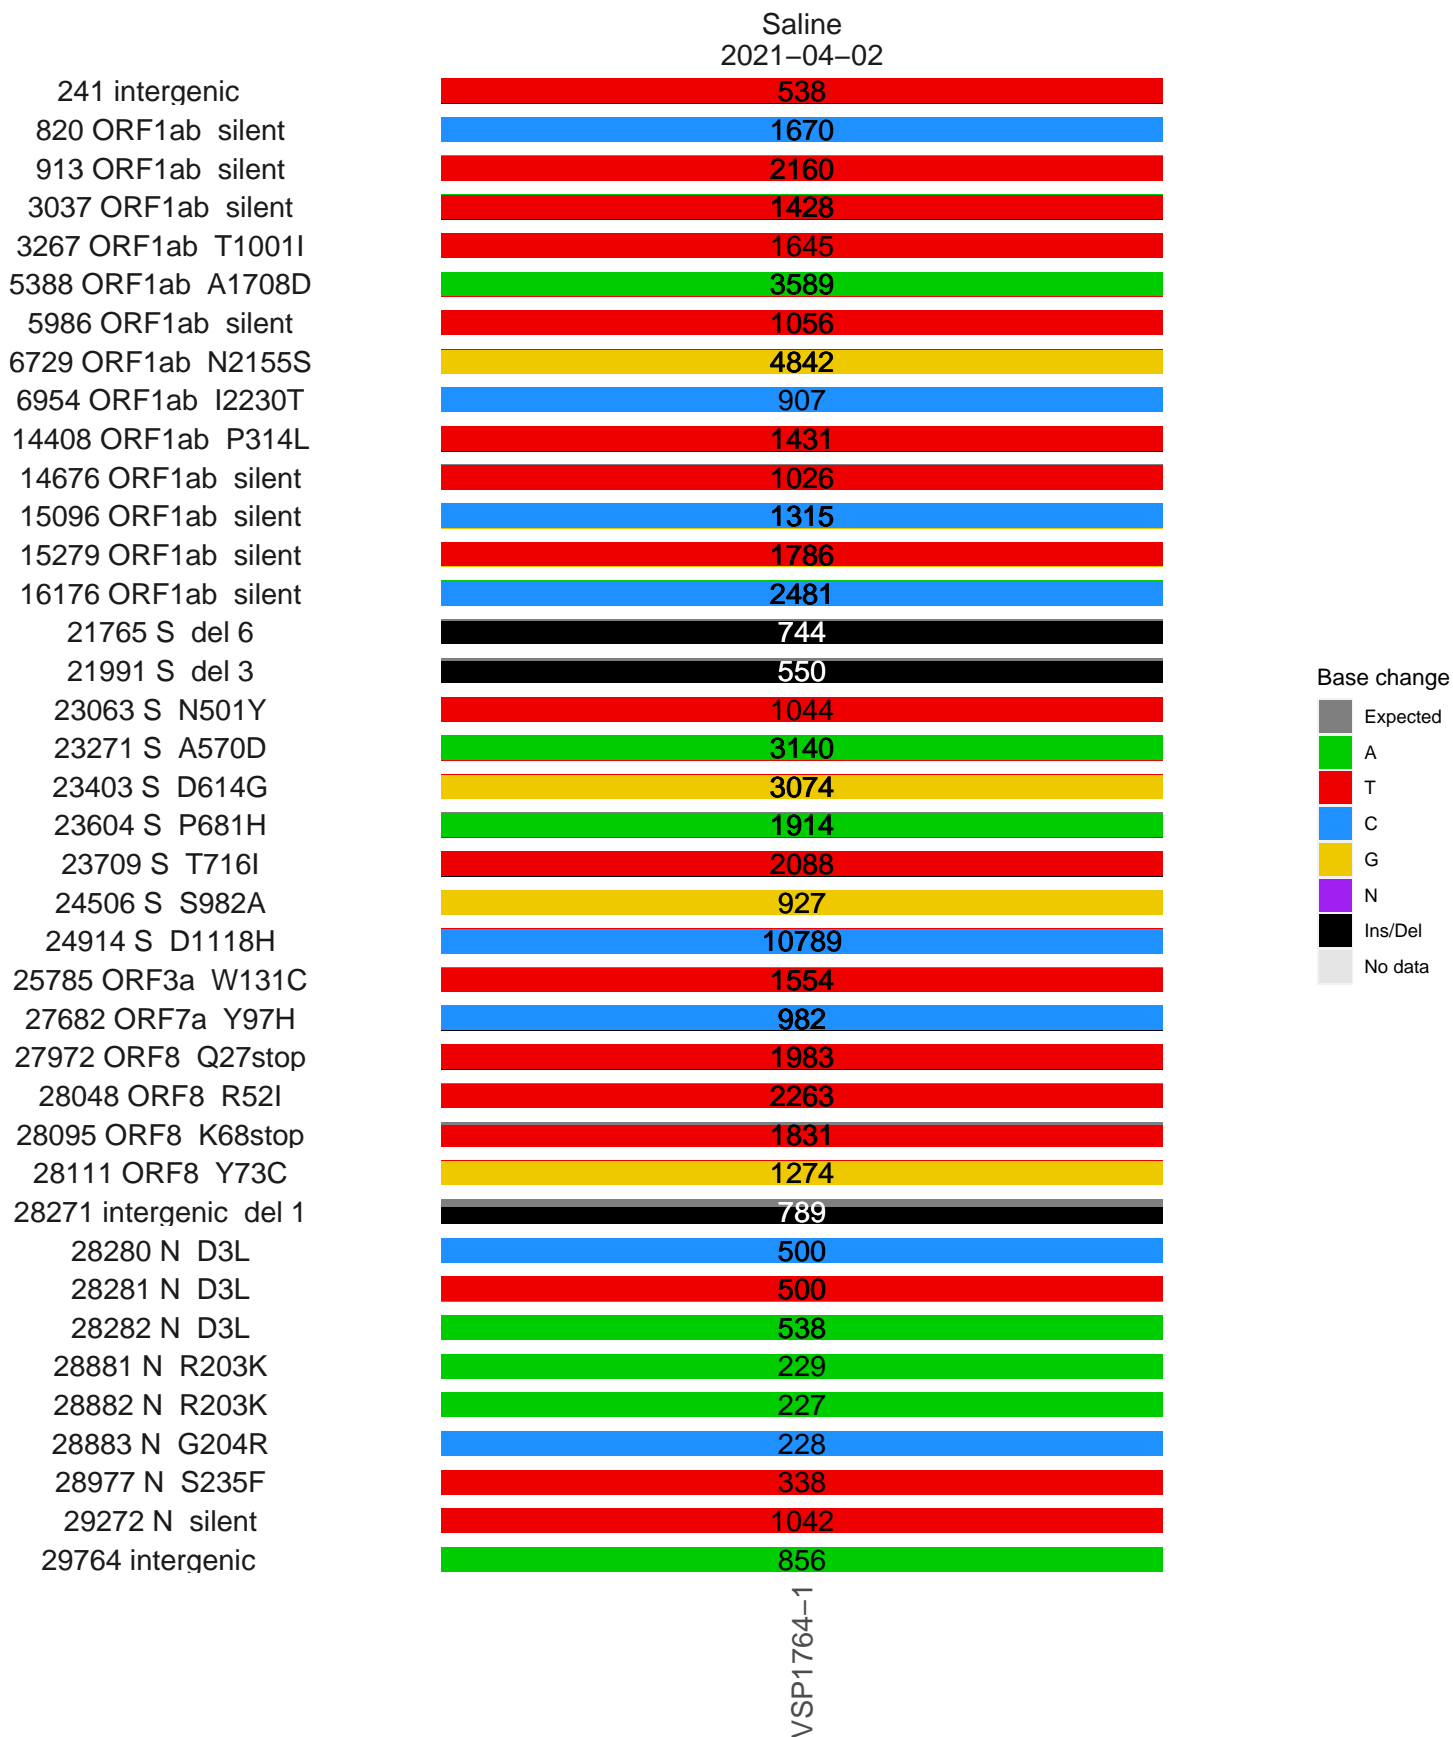 Saline
2021−04−02
241 intergenic 538
820 ORF1ab silent 1670
913 ORF1ab silent 2160
3037 ORF1ab silent 1428
3267 ORF1ab T1001I 1645
5388 ORF1ab A1708D 3589
5986 ORF1ab silent 1056
6729 ORF1ab N2155S 4842
6954 ORF1ab I2230T 907
14408 ORF1ab P314L 1431
14676 ORF1ab silent 1026
15096 ORF1ab silent 1315
15279 ORF1ab silent 1786
16176 ORF1ab silent 2481
21765 S del 6 744
21991 S del 3 550
23063 S N501Y 1044
23271 S A570D 3140
23403 S D614G 3074
23604 S P681H 1914
23709 S T716I 2088
24506 S S982A 927
24914 S D1118H 10789
25785 ORF3a W131C 1554
27682 ORF7a Y97H 982
27972 ORF8 Q27stop 1983
28048 ORF8 R52I 2263
28095 ORF8 K68stop 1831
28111 ORF8 Y73C 1274
28271 intergenic del 1 789
28280 N D3L 500
28281 N D3L 500
28282 N D3L 538
28881 N R203K 229
28882 N R203K 227
28883 N G204R 228
28977 N S235F 338
29272 N silent 1042
29764 intergenic 856
VSP1764−1
Base change
Expected
A
T
C
G
N
Ins/Del
No data